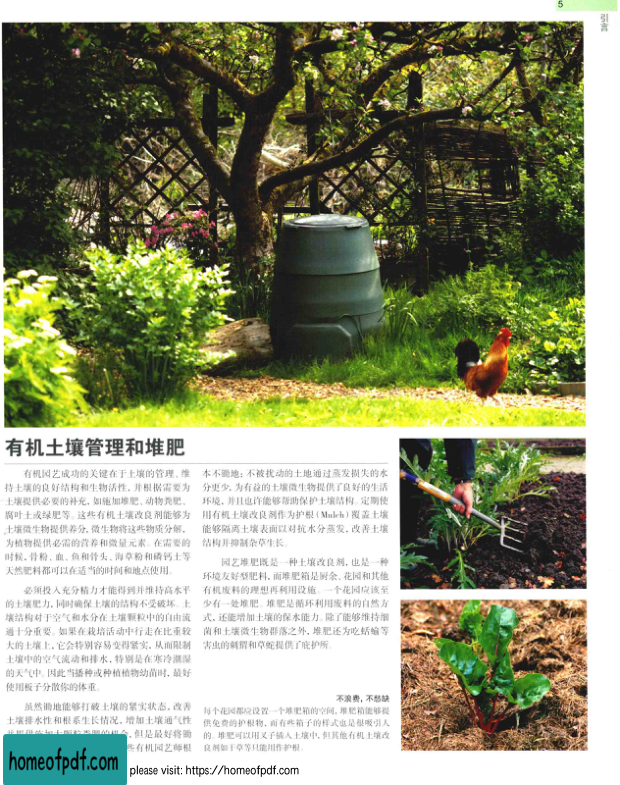 5
引言
有机土壤管理和堆肥
有机园艺成功的关键在于土壤的管理、维
持土壤的良好结构和生物活性，并根据需要为
土壤提供必要的补充，如施加堆肥、动物粪肥、
腐叶土或绿肥等。这些有机土壤改良剂能够为
土壤微生物提供养分，微生物将这些物质分解，
为植物提供必需的营养和微量元素。在需要的
时候，骨粉、血、鱼和骨头、海草粉和磷钙土等
天然肥料都可以在适当的时间和地点使用。
必须投入充分精力才能得到并维持高水平
的土壤肥力，同时确保土壤的结构不受破坏。土
壤结构对于空气和水分在土壤颗粒中的自由流
通十分重要。如果在栽培活动中行走在比重较
大的土壤上，它会特别容易变得紧实，从而限制
土壤中的空气流动和排水，特别是在寒冷潮湿
的天气中。因此当播种或种植植物幼苗时，最好
使用板子分散你的体重。
虽然锄地能够打破土壤的紧实状态，改善
土壤排水性和根系生长情况，增加土壤通气性
但是最好将锄
些有机园艺师根
本不锄地：不被扰动的土地通过蒸发损失的水
分更少，为有益的土壤微生物提供了良好的生活
环境，并且也许能够帮助保护土壤结构。定期使
用有机土壤改良剂作为护根（Mulch）覆盖土壤
能够隔离土壤表面以对抗水分蒸发，改善土壤
结构并抑制杂草生长。
园艺堆肥既是一种土壤改良剂，也是一种
环境友好型肥料，而堆肥箱是厨余、花园和其他
有机废料的理想再利用设施。一个花园应该至
少有一处堆肥。堆肥是循环利用废料的自然方
式，还能增加土壤的保水能力。除了能够维持细
菌和土壤微生物群落之外，堆肥还为吃蛞蝓等
害虫的刺猬和草蛇提供了庇护所。
不浪费，不愁缺
每个花园都应设置一个堆肥箱的空间，堆肥箱能够提
供免费的护根物，而有些箱子的样式也是很吸引人
的。堆肥可以用叉子插入土壤中，但其他有机土壤改
良剂如干草等只能用作护根。
homeofpdf.com
please visit: https://homeofpdf.com